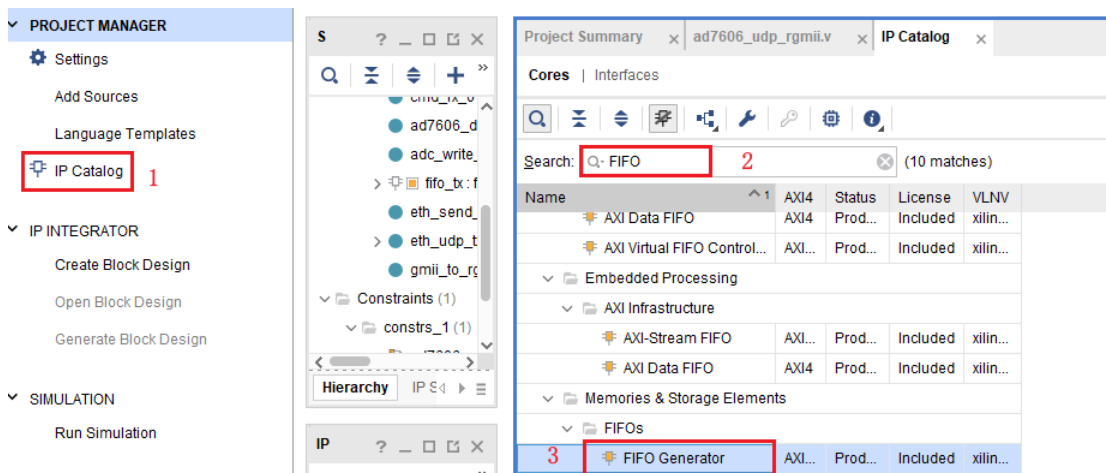 PROJECT MANAGER
Settings
Add Sources
Language Templates
IP Catalog
1
IP INTEGRATOR
Create Block Design
Open Block Design
Generate Block Design
SIMULATION
Run Simulation
S
ad7606_d
adc_write_
fifo_tx : f
eth_send_
eth_udp_t
gmii_to_rg
Constraints (1)
constrs_1 (1)
Hierarchy IP S
IP
Project Summary ad7606_udp_rgmii.v IP Catalog
Cores | Interfaces
Search: FIFO 2 (10 matches)
Name 1 AXI4 Status License VLNV
AXI Data FIFO AXI4 Prod... Included xilin...
AXI Virtual FIFO Control... AXI... Prod... Included xilin...
Embedded Processing
AXI Infrastructure
AXI-Stream FIFO AXI... Prod... Included xilin...
AXI Data FIFO AXI4 Prod... Included xilin...
Memories & Storage Elements
FIFOs
3 FIFO Generator AXI... Prod... Included xilin...